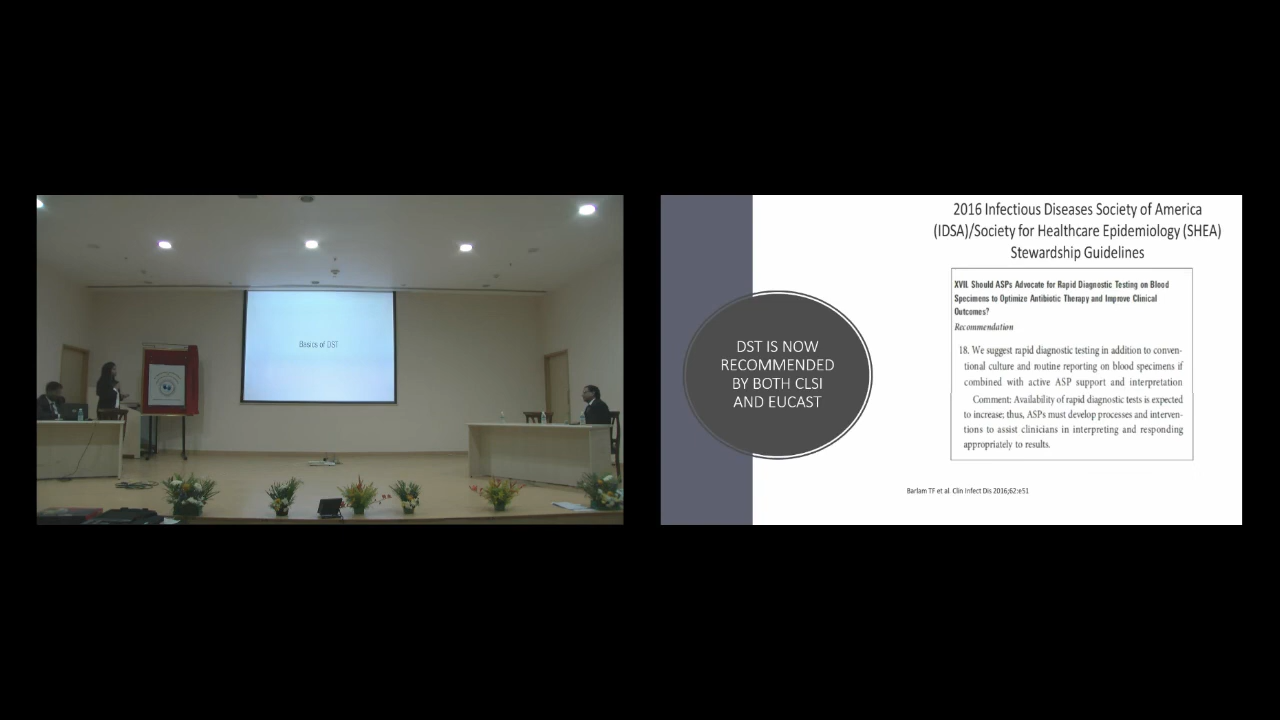 Basics of DST
DST IS NOW
RECOMMENDED
BY BOTH CLSI
AND EUCAST
2016 Infectious Diseases Society of America
(IDSA)/Society for Healthcare Epidemiology (SHEA)
Stewardship Guidelines
XVII. Should ASPs Advocate for Rapid Diagnostic Testing on Blood
Specimens to Optimize Antibiotic Therapy and Improve Clinical
Outcomes?
Recommendation
18. We suggest rapid diagnostic testing in addition to conven-
tional culture and routine reporting on blood specimens if
combined with active ASP support and interpretation
Comment: Availability of rapid diagnostic tests is expected
to increase; thus, ASPs must develop processes and interven-
tions to assist clinicians in interpreting and responding
appropriately to results.
Barlam TF et al. Clin Infect Dis 2016;62:e51